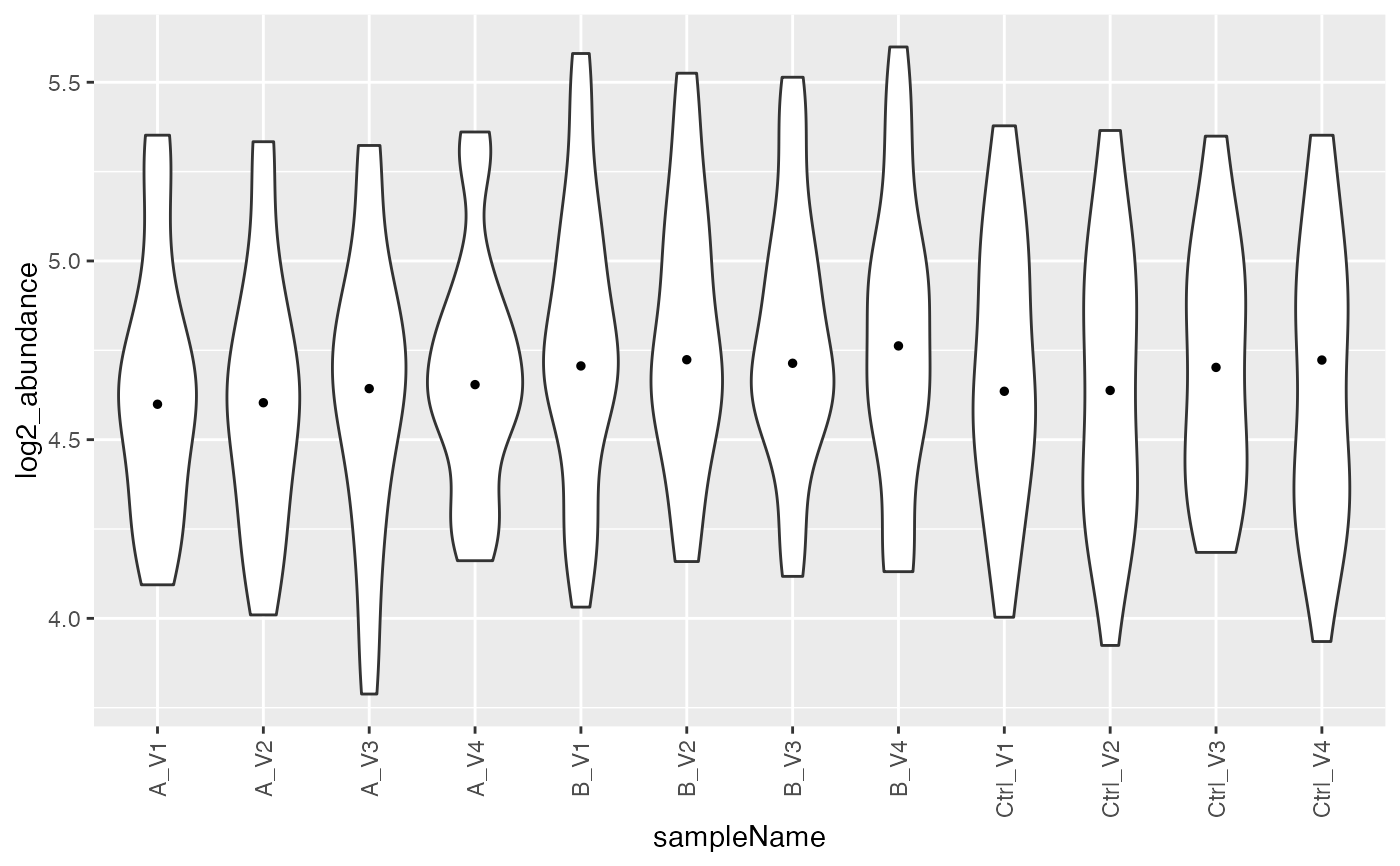 log2_abundance
5.5
5.0
4.5
4.0
A_V1
A_V2
A_V3
A_V4
B_V1
B_V2
B_V3
B_V4
Ctrl_V1
Ctrl_V2
Ctrl_V3
Ctrl_V4
sampleName